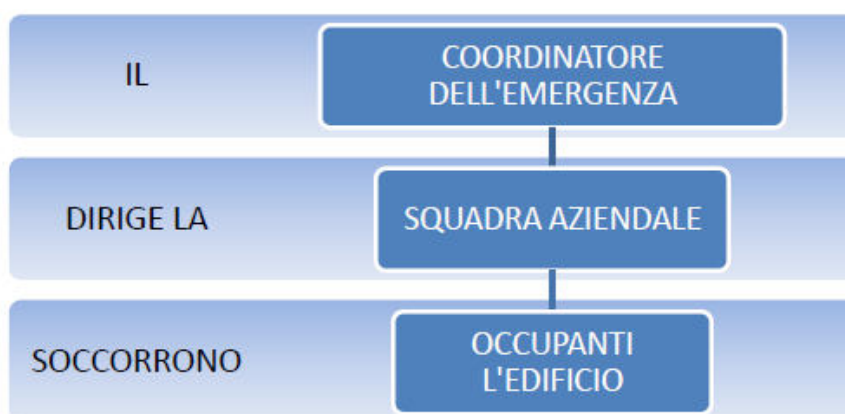 IL
COORDINATORE
DELL'EMERGENZA
DIRIGE LA
SQUADRA AZIENDALE
SOCCORRONO
OCCUPANTI
L'EDIFICIO